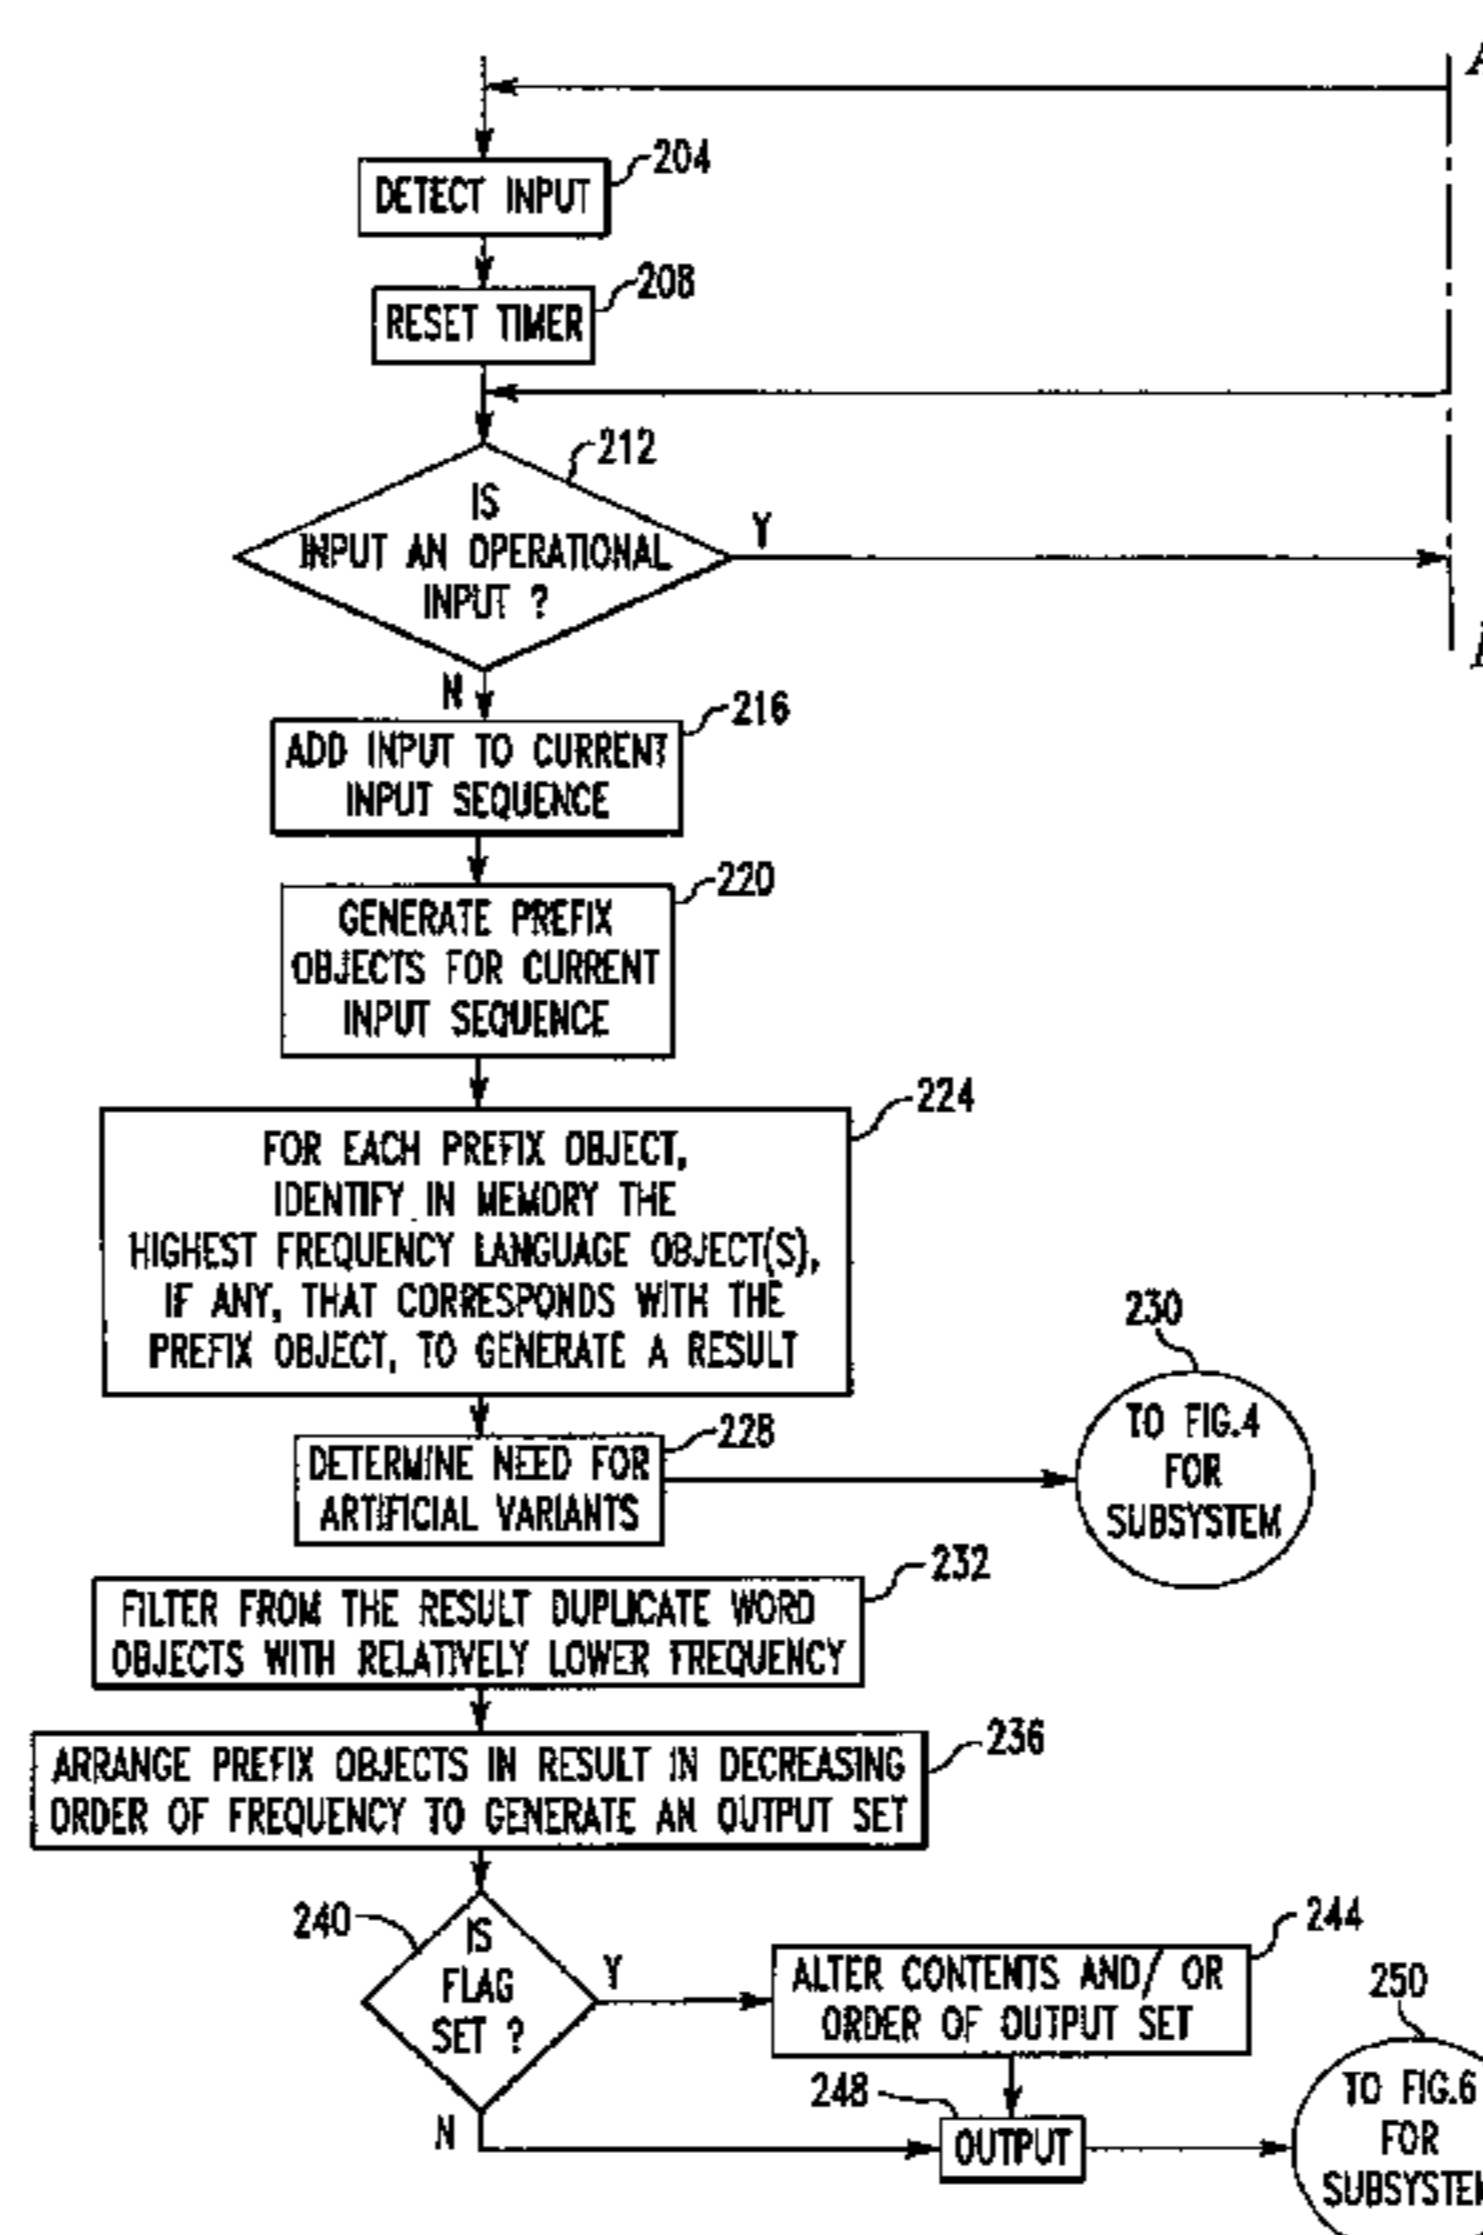 204
DETECT INPUT
208
RESET TIMER
212
IS
INPUT AN OPERATIONAL
INPUT ?
Y
N
216
ADD INPUT TO CURRENT
INPUT SEQUENCE
220
GENERATE PREFIX
OBJECTS FOR CURRENT
INPUT SEQUENCE
224
FOR EACH PREFIX OBJECT,
IDENTIFY IN MEMORY THE
HIGHEST FREQUENCY LANGUAGE OBJECT(S),
IF ANY, THAT CORRESPONDS WITH THE
PREFIX OBJECT, TO GENERATE A RESULT
230
TO FIG.4
FOR
SUBSYSTEM
228
DETERMINE NEED FOR
ARTIFICIAL VARIANTS
232
FILTER FROM THE RESULT DUPLICATE WORD
OBJECTS WITH RELATIVELY LOWER FREQUENCY
236
ARRANGE PREFIX OBJECTS IN RESULT IN DECREASING
ORDER OF FREQUENCY TO GENERATE AN OUTPUT SET
240
IS
FLAG
SET ?
Y
N
244
ALTER CONTENTS AND/ OR
ORDER OF OUTPUT SET
248
OUTPUT
250
TO FIG.6
FOR
SUBSYSTEM